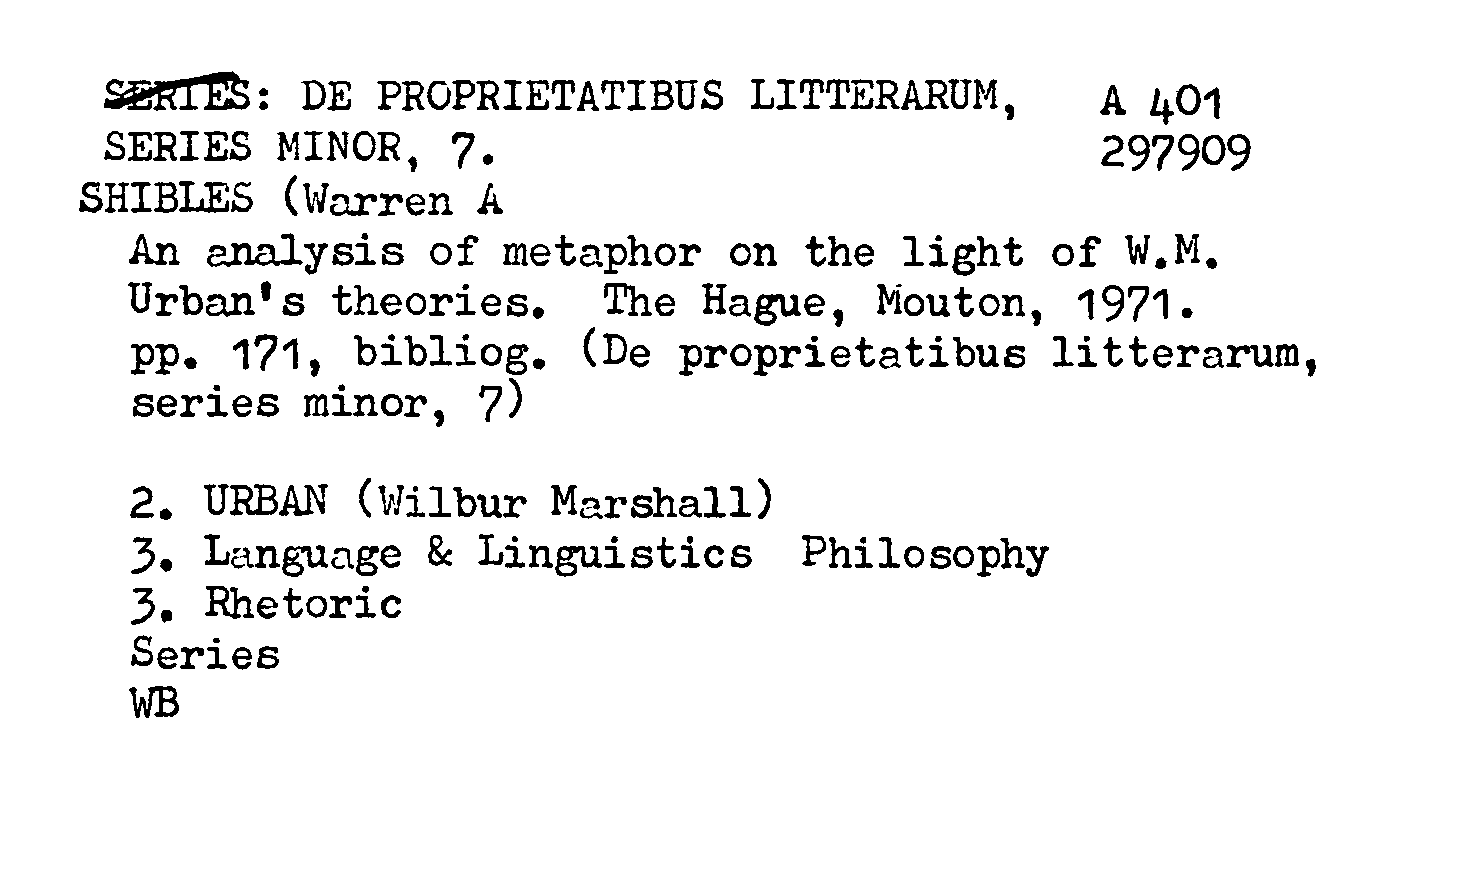 SERIES: DE PROPRIETATIBUS LITTERARUM, A 401
SERIES MINOR, 7. 297909
SHIBLES (Warren A
An analysis of metaphor on the light of W.M.
Urban's theories. The Hague, Mouton, 1971.
pp. 171, bibliog. (De proprietatibus litterarum,
series minor, 7)
2. URBAN (Wilbur Marshall)
3. Language & Linguistics Philosophy
3. Rhetoric
Series
WB